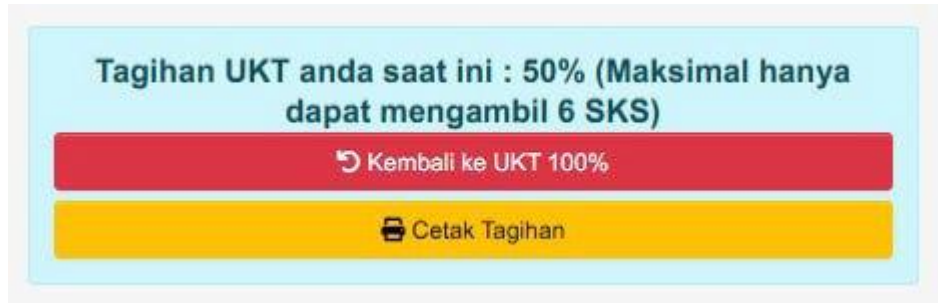 Tagihan UKT anda saat ini : 50% (Maksimal hanya
dapat mengambil 6 SKS)
Kembali ke UKT 100%
Cetak Tagihan